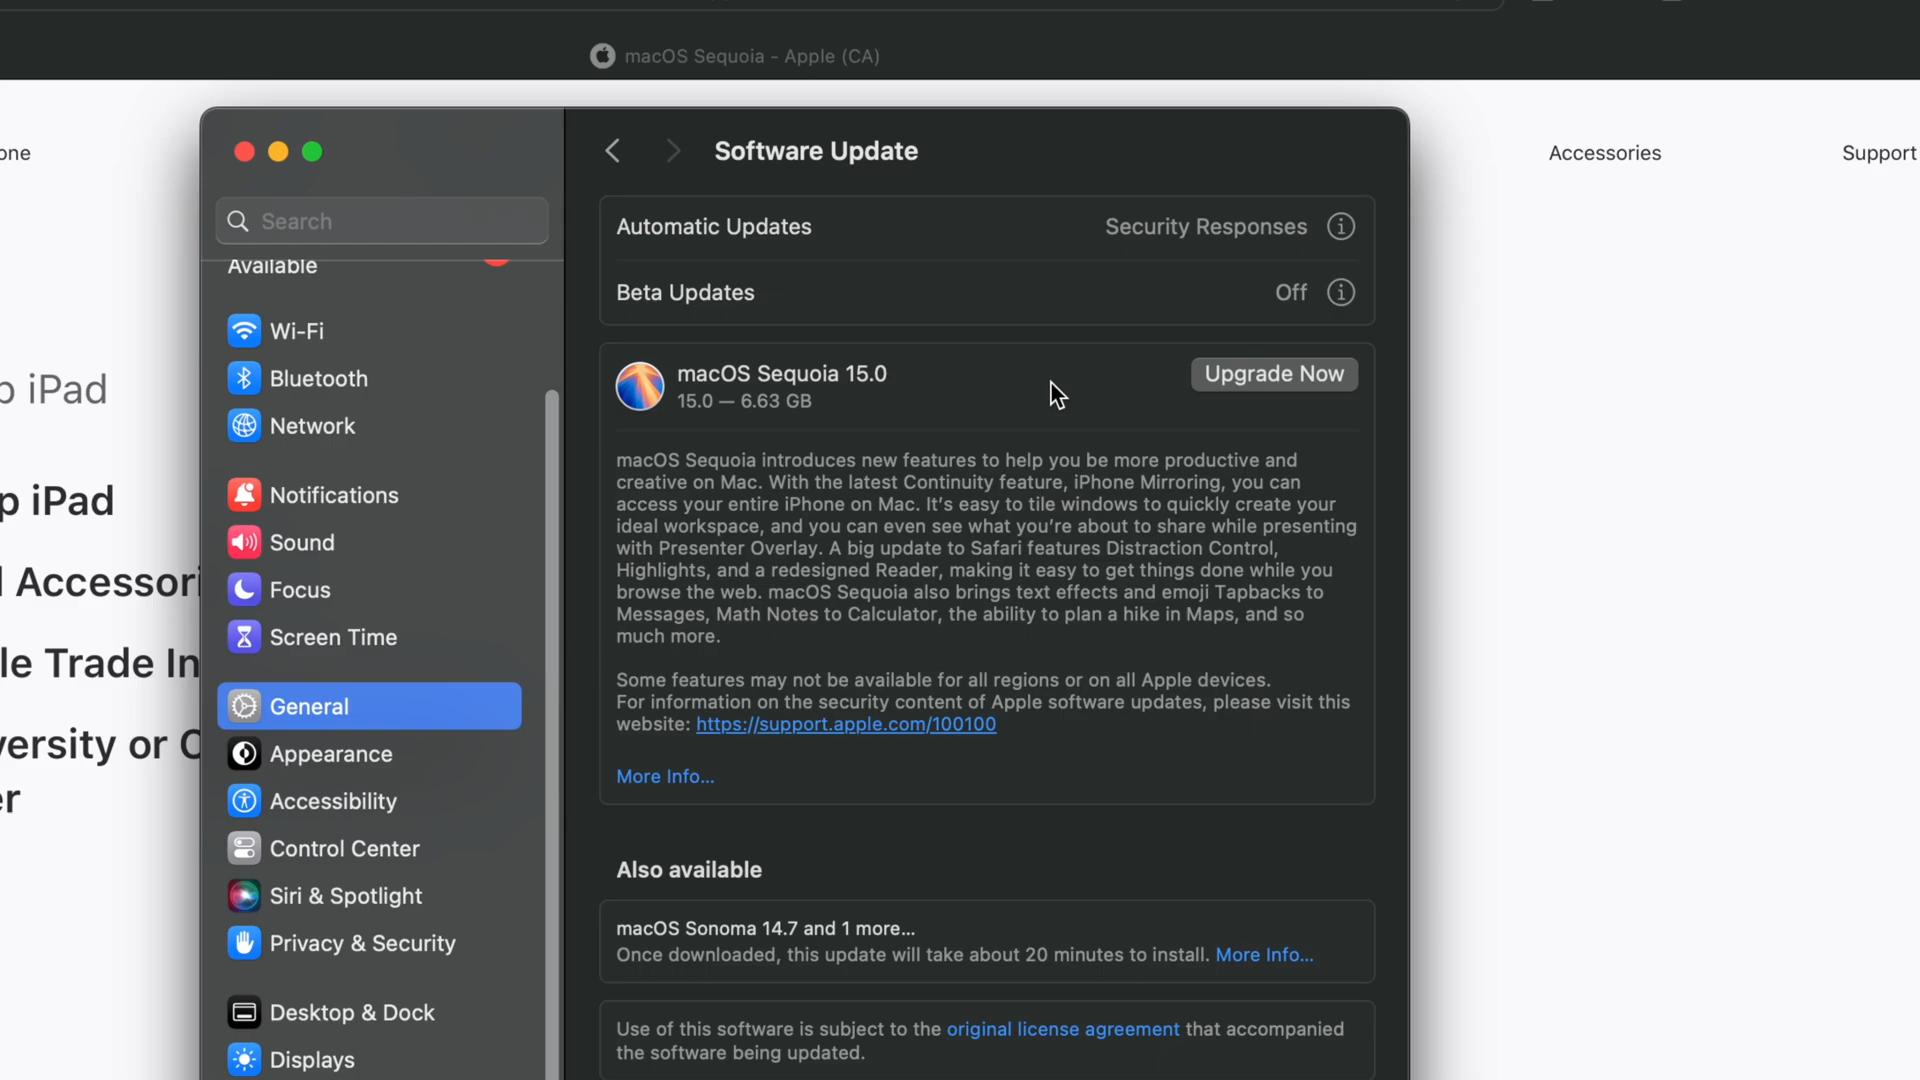 macOS Sequoia - Apple (CA)
one
Accessories
Support
Software Update
Search
Automatic Updates
Security Responses
Available
Beta Updates
Off
Wi-Fi
Bluetooth
Network
Notifications
Sound
Focus
Screen Time
General
Appearance
Accessibility
Control Center
Siri & Spotlight
Privacy & Security
Desktop & Dock
Displays
macOS Sequoia 15.0
15.0 — 6.63 GB
Upgrade Now
macOS Sequoia introduces new features to help you be more productive and
creative on Mac. With the latest Continuity feature, iPhone Mirroring, you can
access your entire iPhone on Mac. It’s easy to tile windows to quickly create your
ideal workspace, and you can even see what you’re about to share while presenting
with Presenter Overlay. A big update to Safari features Distraction Control,
Highlights, and a redesigned Reader, making it easy to get things done while you
browse the web. macOS Sequoia also brings text effects and emoji Tapbacks to
Messages, Math Notes to Calculator, the ability to plan a hike in Maps, and so
much more.
Some features may not be available for all regions or on all Apple devices.
For information on the security content of Apple software updates, please visit this
website: https://support.apple.com/100100
More Info...
Also available
macOS Sonoma 14.7 and 1 more...
Once downloaded, this update will take about 20 minutes to install. More Info...
Use of this software is subject to the original license agreement that accompanied
the software being updated.
p iPad
p iPad
l Accessori
le Trade In
versity or C
er